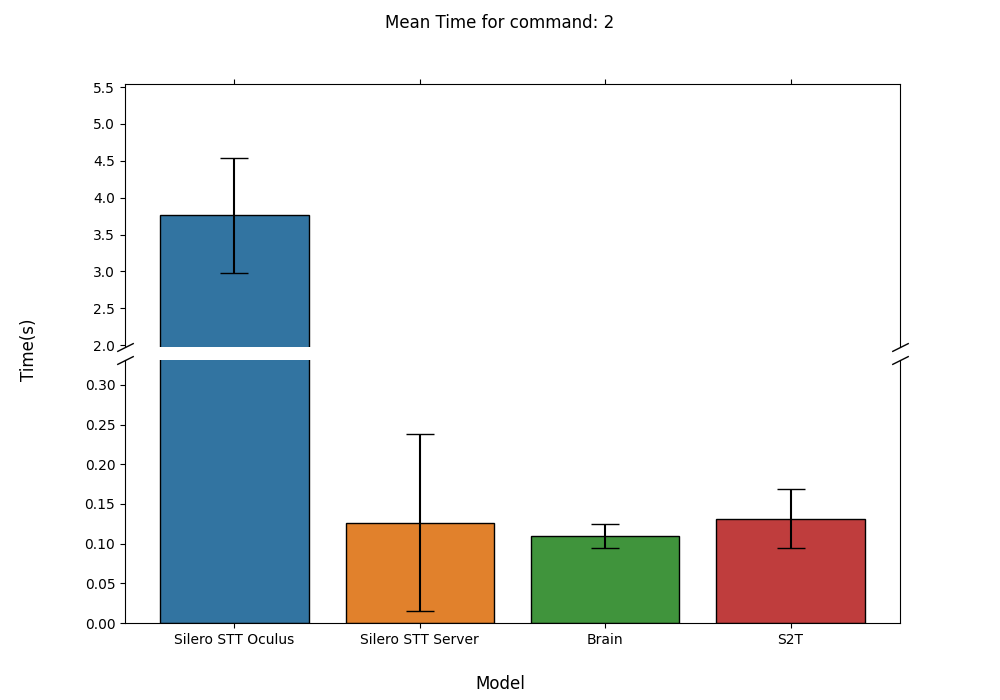 Mean Time for command: 2
5.5
5.0
4.5
4.0
3.5
3.0
2.5
2.0
0.30
0.25
0.20
0.15
0.10
0.05
0.00
Time(s)
Silero STT Oculus
Silero STT Server
Brain
S2T
Model